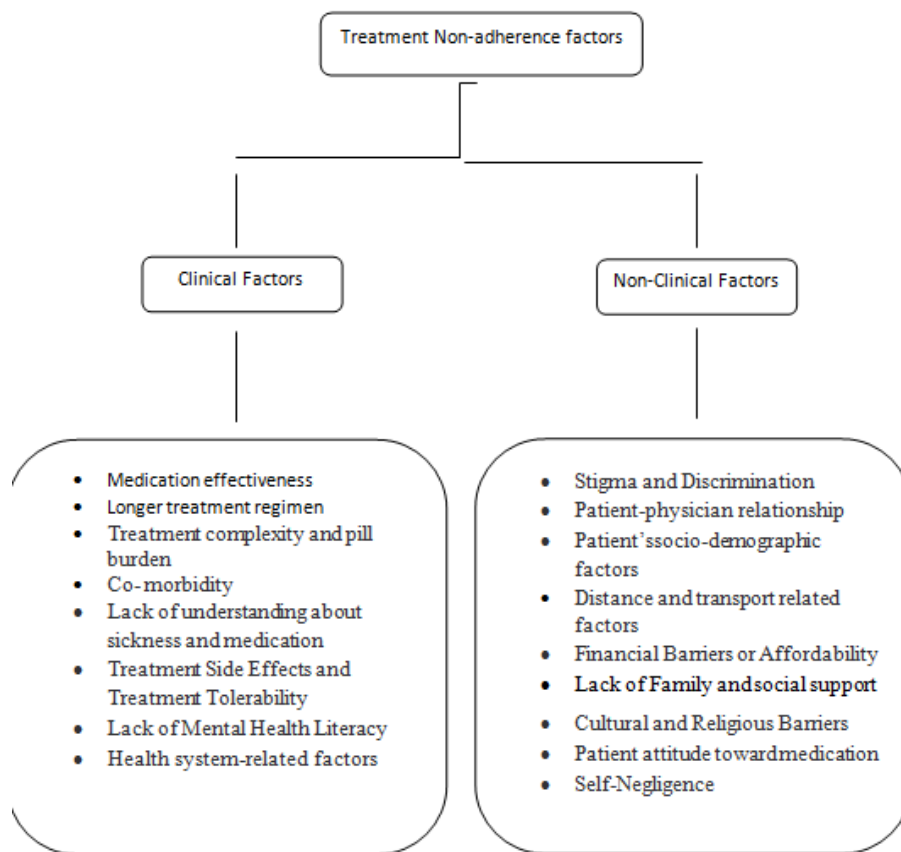 Treatment Non-adherence factors
Clinical Factors
Non-Clinical Factors
• Medication effectiveness
• Longer treatment regimen
• Treatment complexity and pill
burden
• Co- morbidity
• Lack of understanding about
sickness and medication
• Treatment Side Effects and
Treatment Tolerability
• Lack of Mental Health Literacy
• Health system-related factors
• Stigma and Discrimination
• Patient-physician relationship
• Patient’ssocio-demographic
factors
• Distance and transport related
factors
• Financial Barriers or Affordability
• Lack of Family and social support
• Cultural and Religious Barriers
• Patient attitude toward medication
• Self-Negligence